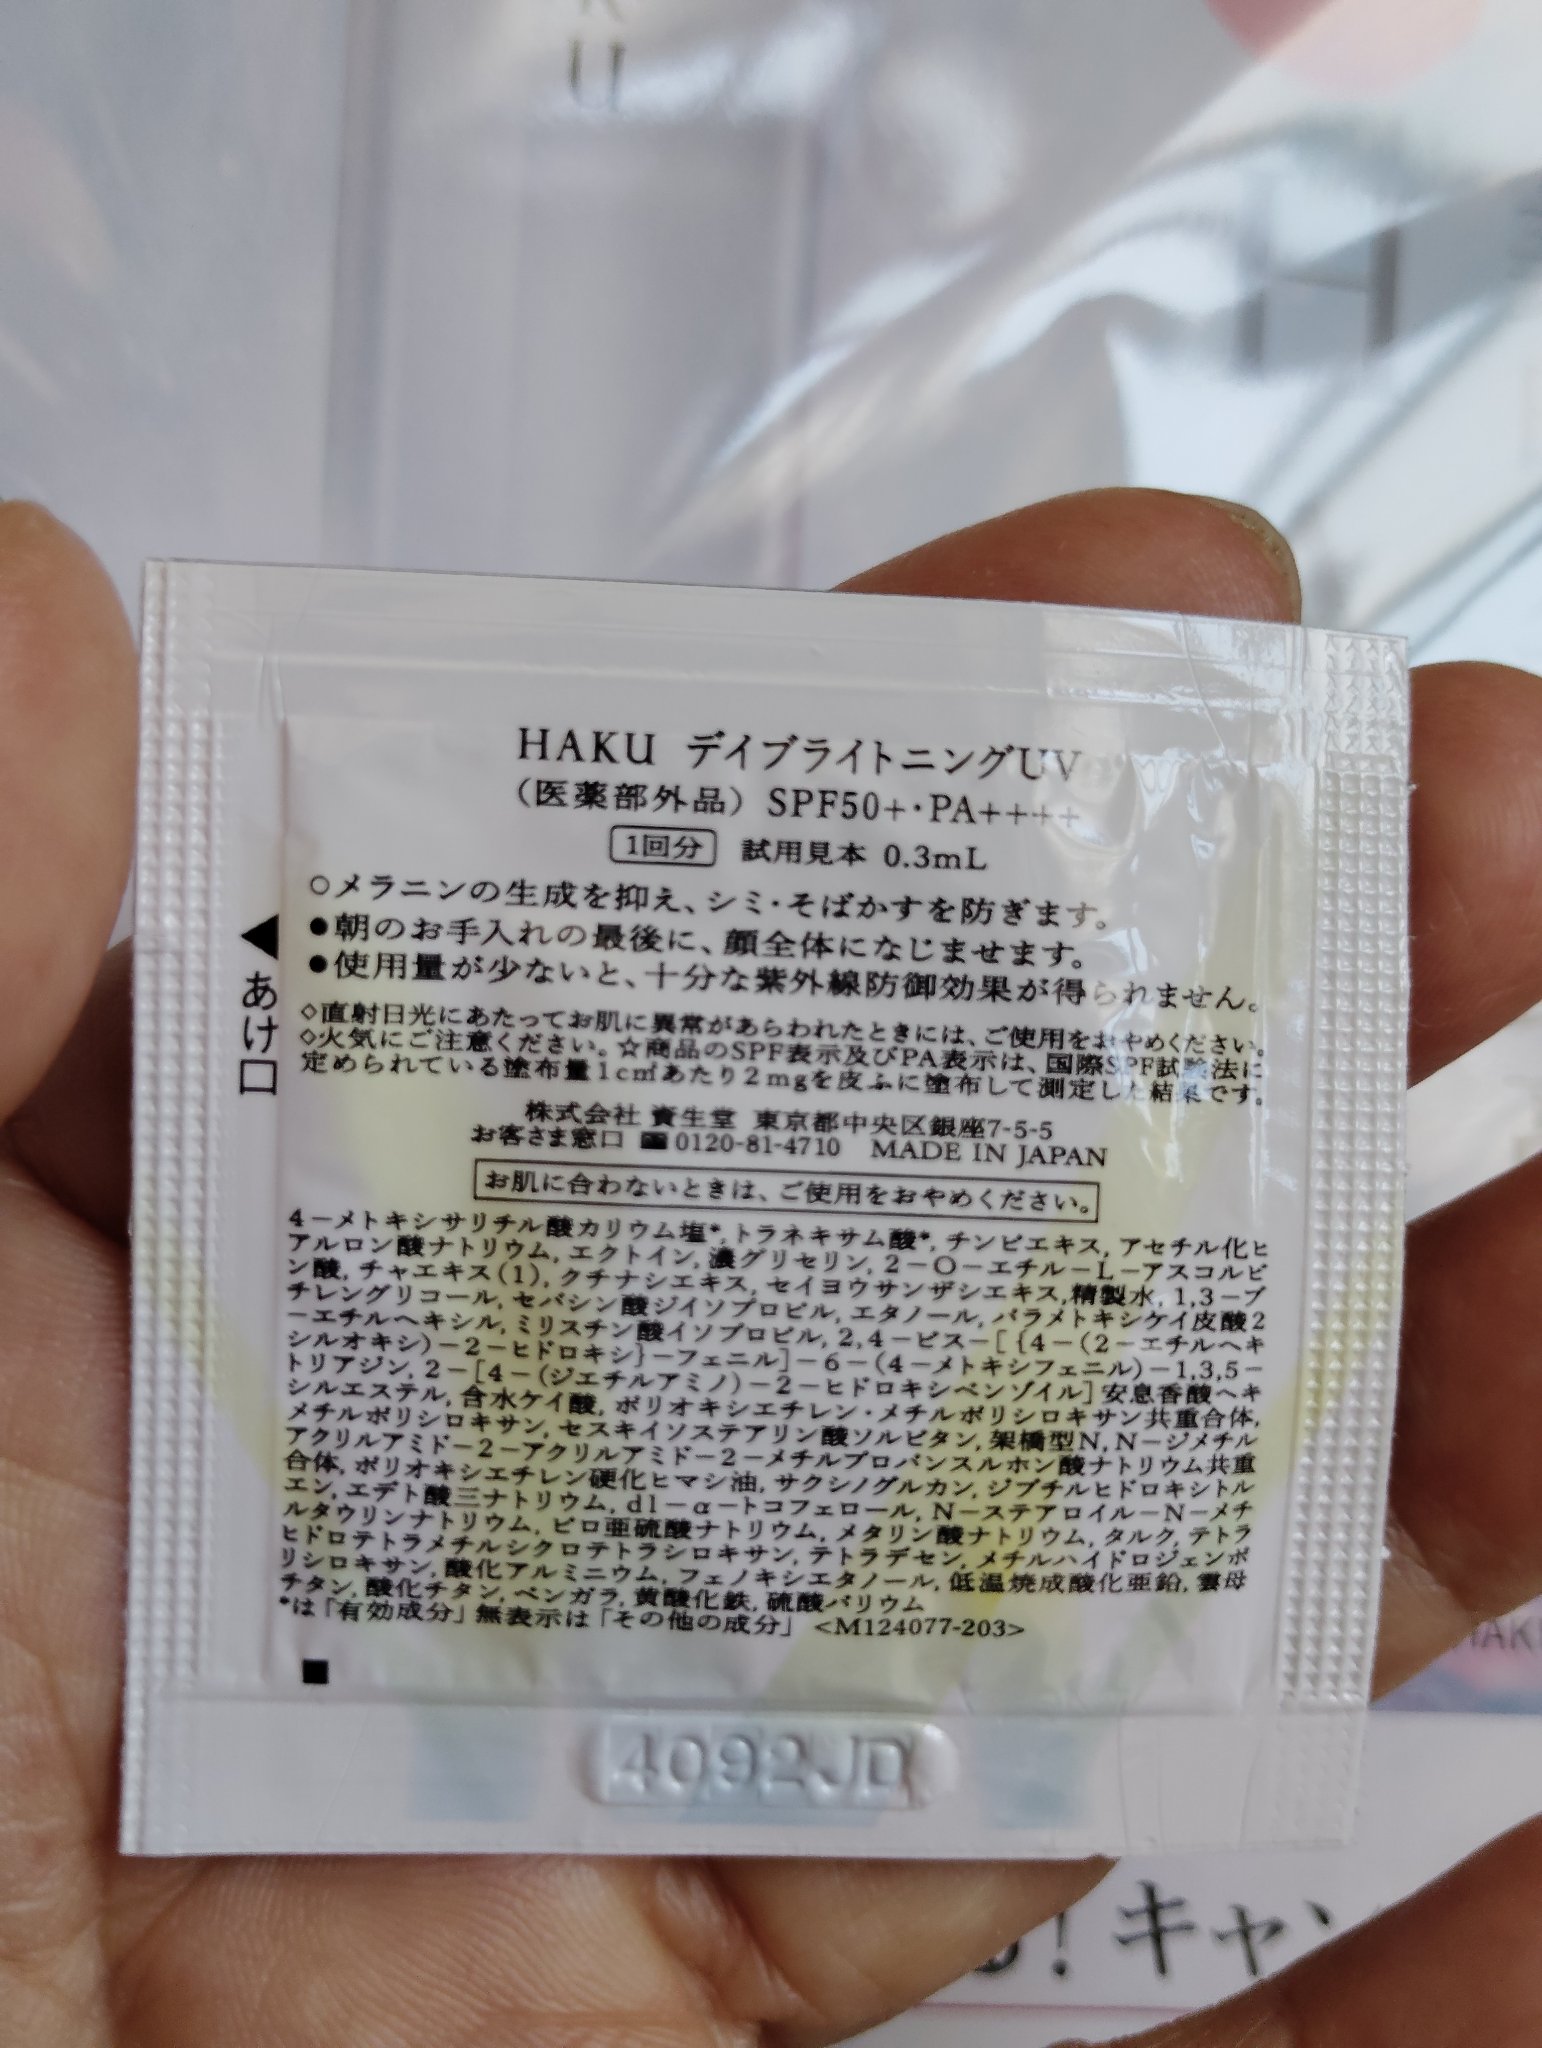 K
U
HAKU デイブライトニングUV
（医薬部外品）SPF50+・PA++++
1回分 試用見本 0.3mL
○メラニンの生成を抑え、シミ・そばかすを防ぎます。
●朝のお手入れの最後に、顔全体になじませます。
●使用量が少ないと、十分な紫外線防御効果が得られません。
◇直射日光にあたってお肌に異常があらわれたときには、ご使用をおやめください。
◇火気にご注意ください。☆商品のSPF表示及びPA表示は、国際SPF試験法に
定められている塗布量1c㎡あたり2mgを皮ふに塗布して測定した結果です。
◀あけ口
株式会社 資生堂 東京都中央区銀座7-5-5
お客さま窓口 0120-81-4710 MADE IN JAPAN
お肌に合わないときは、ご使用をおやめください。
4－メトキシサリチル酸カリウム塩*, トラネキサム酸*, チンピエキス, アセチル化ヒ
アルロン酸ナトリウム, エクトイン, 濃グリセリン, 2－O－エチル－L－アスコルビ
ン酸, チャエキス(1), クチナシエキス, セイヨウサンザシエキス, 精製水, 1,3－ブ
チレングリコール, セバシン酸ジイソプロピル, エタノール, パラメトキシケイ皮酸2
－エチルヘキシル, ミリスチン酸イソプロピル, 2,4－ビス－[{4－(2－エチルヘキ
シルオキシ)－2－ヒドロキシ}－フェニル]－6－(4－メトキシフェニル)－1,3,5－
トリアジン, 2－[4－(ジエチルアミノ)－2－ヒドロキシベンゾイル]安息香酸ヘキ
シルエステル, 含水ケイ酸, ポリオキシエチレン・メチルポリシロキサン共重合体,
メチルポリシロキサン, セスキイソステアリン酸ソルビタン, 架橋型N,N－ジメチル
アクリルアミド－2－アクリルアミド－2－メチルプロパンスルホン酸ナトリウム共重
合体, ポリオキシエチレン硬化ヒマシ油, サクシノグルカン, ジブチルヒドロキシトル
エン, エデト酸三ナトリウム, dl－α－トコフェロール, N－ステアロイル－N－メチ
ルタウリンナトリウム, ピロ亜硫酸ナトリウム, メタリン酸ナトリウム, タルク, テトラ
ヒドロテトラメチルシクロテトラシロキサン, テトラデセン, メチルハイドロジェンポ
リシロキサン, 酸化アルミニウム, フェノキシエタノール, 低温焼成酸化亜鉛, 雲母
チタン, 酸化チタン, ベンガラ, 黄酸化鉄, 硫酸バリウム
*は「有効成分」無表示は「その他の成分」 <M124077-203>
4092JD
！キャン